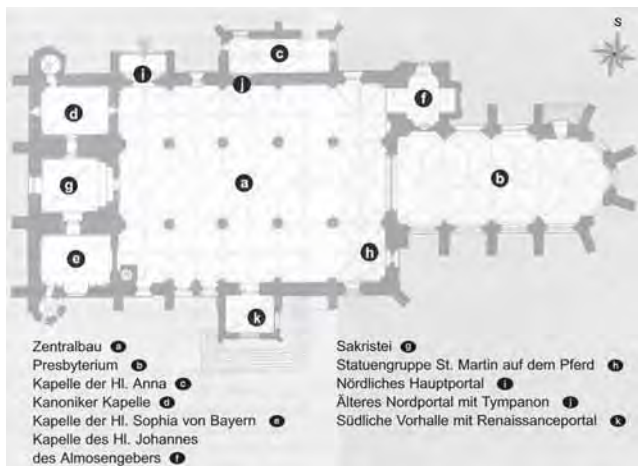 S
c
i
j
d
f
g
a
b
e
h
k
Zentralbau a
Presbyterium b
Kapelle der Hl. Anna c
Kanoniker Kapelle d
Kapelle der Hl. Sophia von Bayern e
Kapelle des Hl. Johannes
des Almosengebers f
Sakristei g
Statuengruppe St. Martin auf dem Pferd h
Nördliches Hauptportal i
Älteres Nordportal mit Tympanon j
Südliche Vorhalle mit Renaissanceportal k